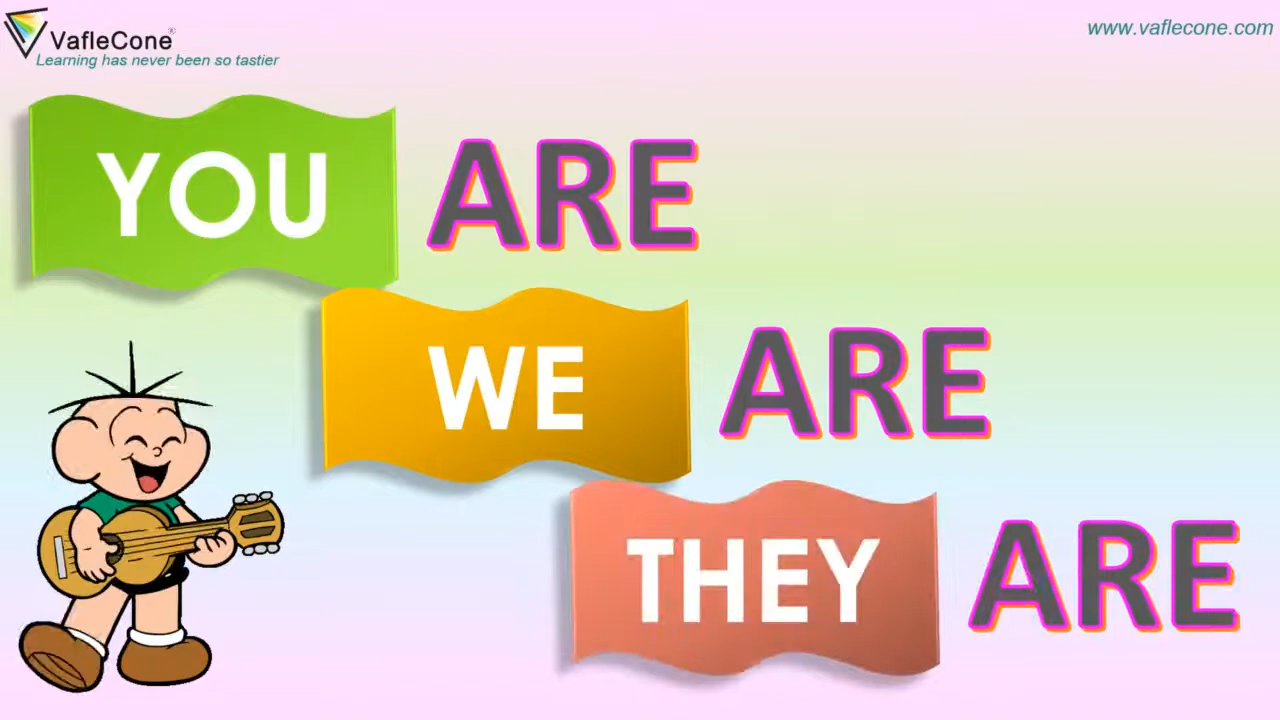 VafleCone®
Learning has never been so tastier
www.vaflecone.com
YOU ARE
WE ARE
THEY ARE